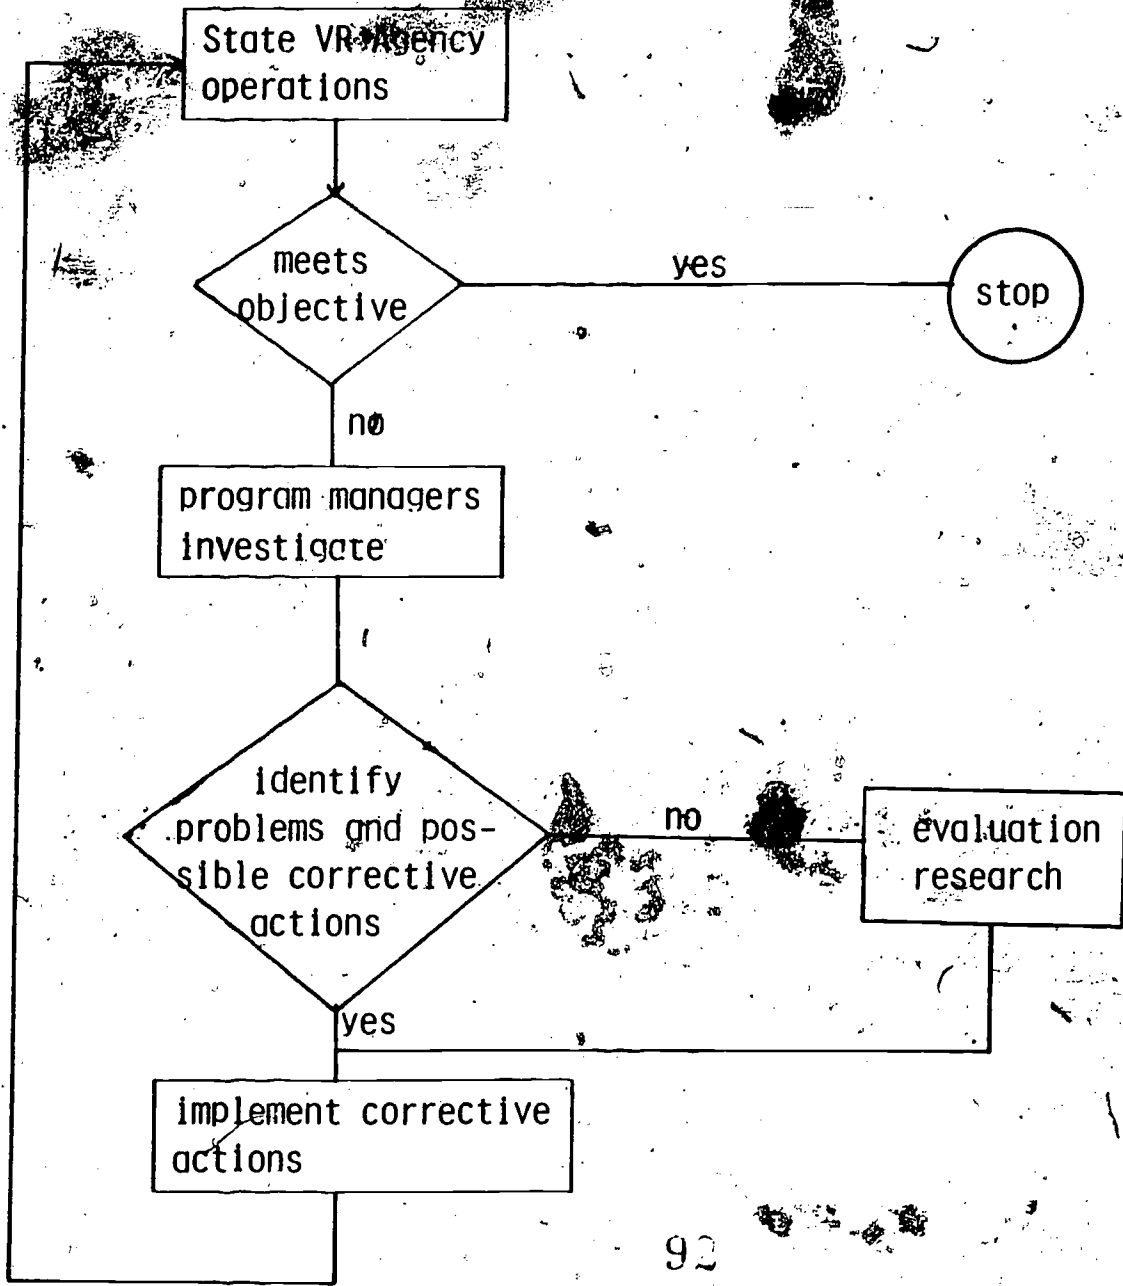 State VR Agency
operations
meets
objective
yes
stop
no
program managers
investigate
identify
problems and pos-
sible corrective
actions
no
evaluation
research
yes
implement corrective
actions
92